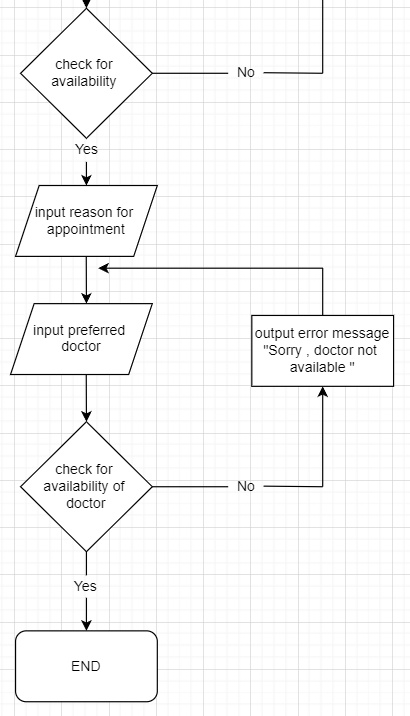 check for
availability
No
Yes
input reason for
appointment
input preferred
doctor
output error message
"Sorry , doctor not
available "
check for
availability of
doctor
No
Yes
END